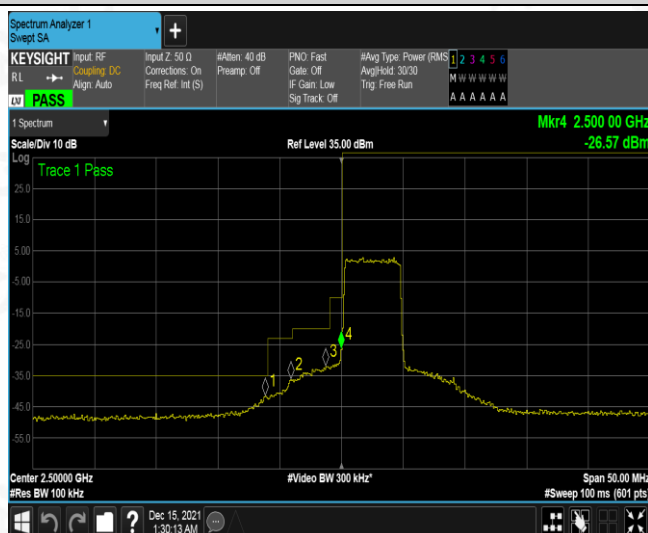 Spectrum Analyzer 1
Swept SA
+
KEYSIGHT
RL
LXI PASS
Input: RF
Coupling: DC
Align: Auto
Input Z: 50 Ω
Corrections: On
Freq Ref: Int (S)
#Atten: 40 dB
Preamp: Off
PNO: Fast
Gate: Off
IF Gain: Low
Sig Track: Off
#Avg Type: Power (RMS
Avg|Hold: 30/30
Trig: Free Run
1 2 3 4 5 6
M W W W W W
A A A A A A
1 Spectrum
Mkr4 2.500 00 GHz
Scale/Div 10 dB
Ref Level 35.00 dBm
-26.57 dBm
Log
Trace 1 Pass
25.0
15.0
5.00
-5.00
-15.0
-25.0
-35.0
-45.0
-55.0
1
2
3
4
Center 2.50000 GHz
#Video BW 300 kHz*
Span 50.00 MHz
#Res BW 100 kHz
#Sweep 100 ms (601 pts)
?
Dec 15, 2021
1:30:13 AM